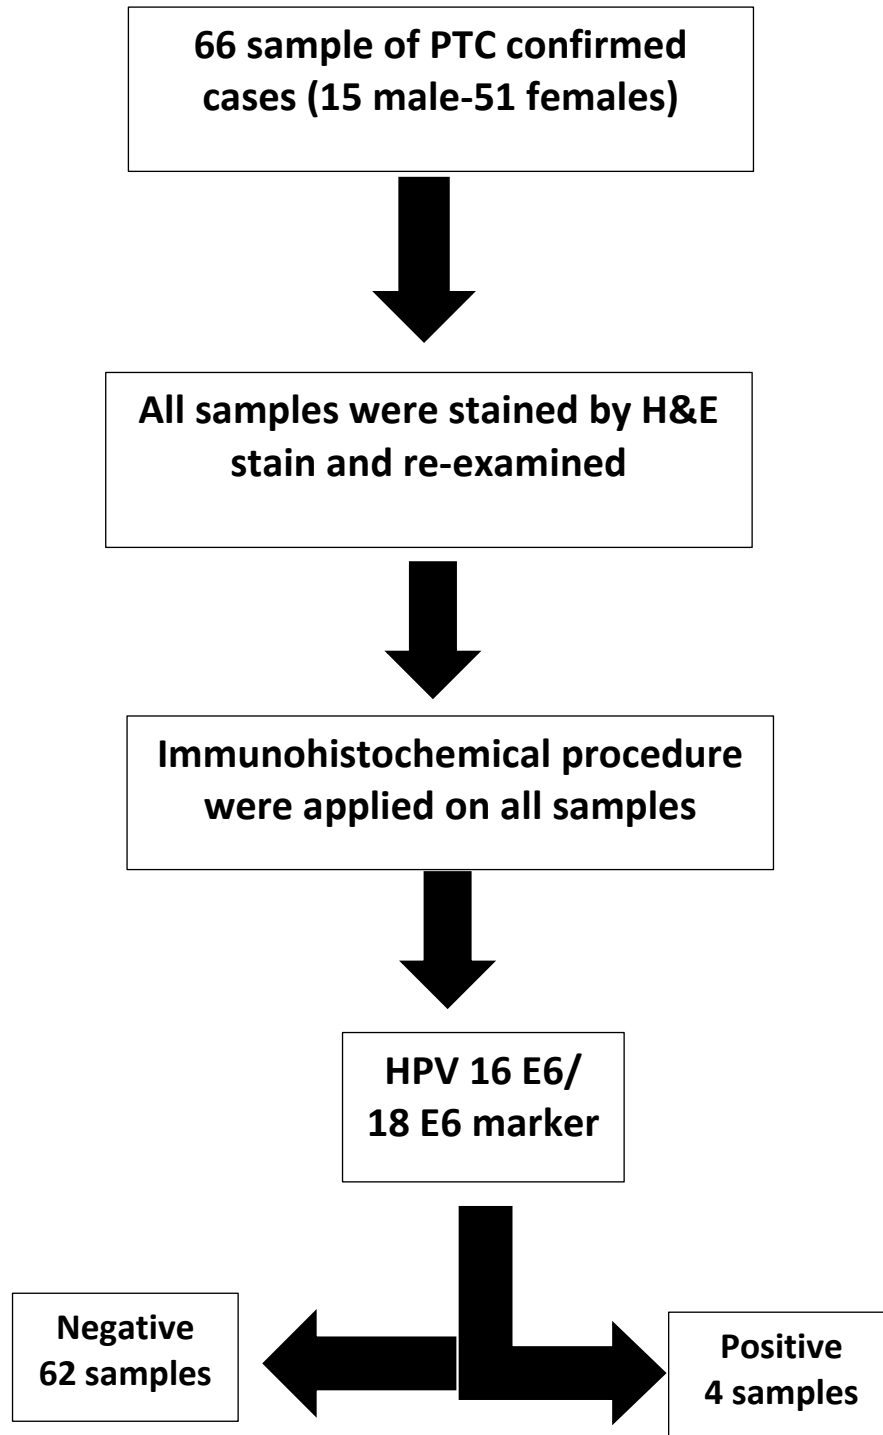 66 sample of PTC confirmed
cases (15 male-51 females)
All samples were stained by H&E
stain and re-examined
Immunohistochemical procedure
were applied on all samples
HPV 16 E6/
18 E6 marker
Negative
62 samples
Positive
4 samples